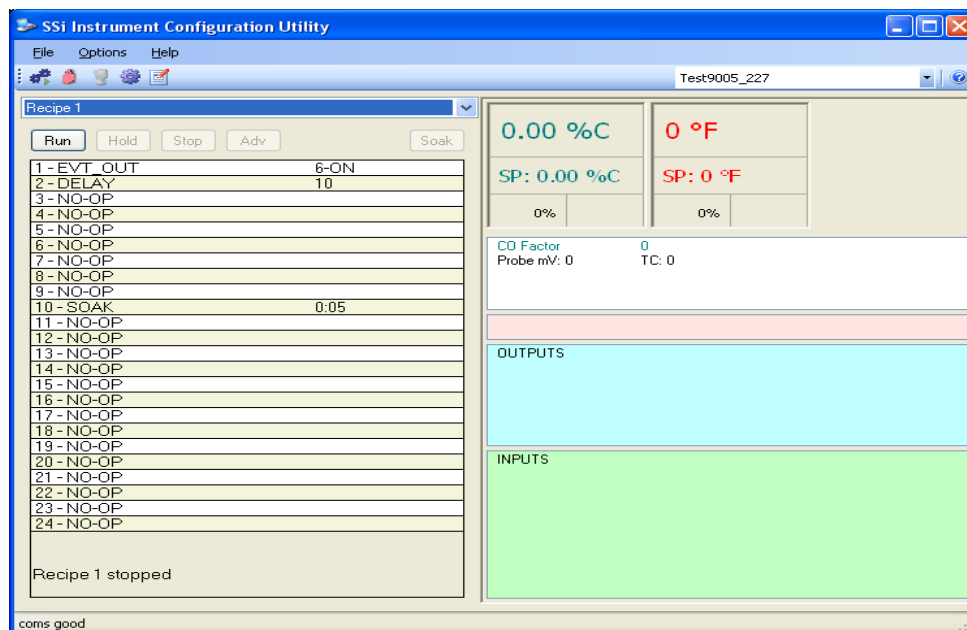 SSi Instrument Configuration Utility
File Options Help
Test9005_227
Recipe 1
Run Hold Stop Adv Soak
1 - EVT_OUT 6-ON
2 - DELAY 10
3 - NO-OP
4 - NO-OP
5 - NO-OP
6 - NO-OP
7 - NO-OP
8 - NO-OP
9 - NO-OP
10 - SOAK 0:05
11 - NO-OP
12 - NO-OP
13 - NO-OP
14 - NO-OP
15 - NO-OP
16 - NO-OP
17 - NO-OP
18 - NO-OP
19 - NO-OP
20 - NO-OP
21 - NO-OP
22 - NO-OP
23 - NO-OP
24 - NO-OP
Recipe 1 stopped
0.00 %C
SP: 0.00 %C
0%
0 °F
SP: 0 °F
0%
CO Factor 0
Probe mV: 0 TC: 0
OUTPUTS
INPUTS
coms good